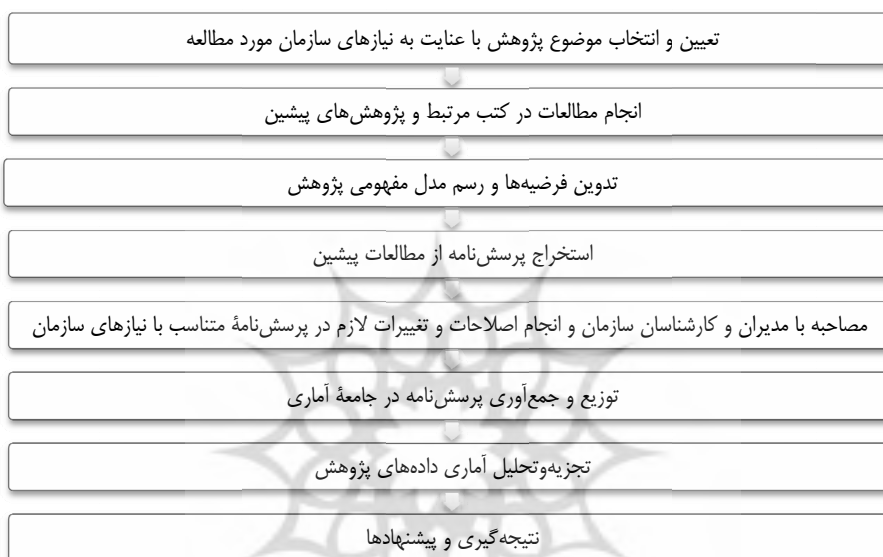 تعیین و انتخاب موضوع پژوهش با عنایت به نیازهای سازمان مورد مطالعه
انجام مطالعات در کتب مرتبط و پژوهش‌های پیشین
تدوین فرضیه‌ها و رسم مدل مفهومی پژوهش
استخراج پرسش‌نامه از مطالعات پیشین
مصاحبه با مدیران و کارشناسان سازمان و انجام اصلاحات و تغییرات لازم در پرسش‌نامهٔ متناسب با نیازهای سازمان
توزیع و جمع‌آوری پرسش‌نامه در جامعهٔ آماری
تجزیه‌وتحلیل آماری داده‌های پژوهش
نتیجه‌گیری و پیشنهادها